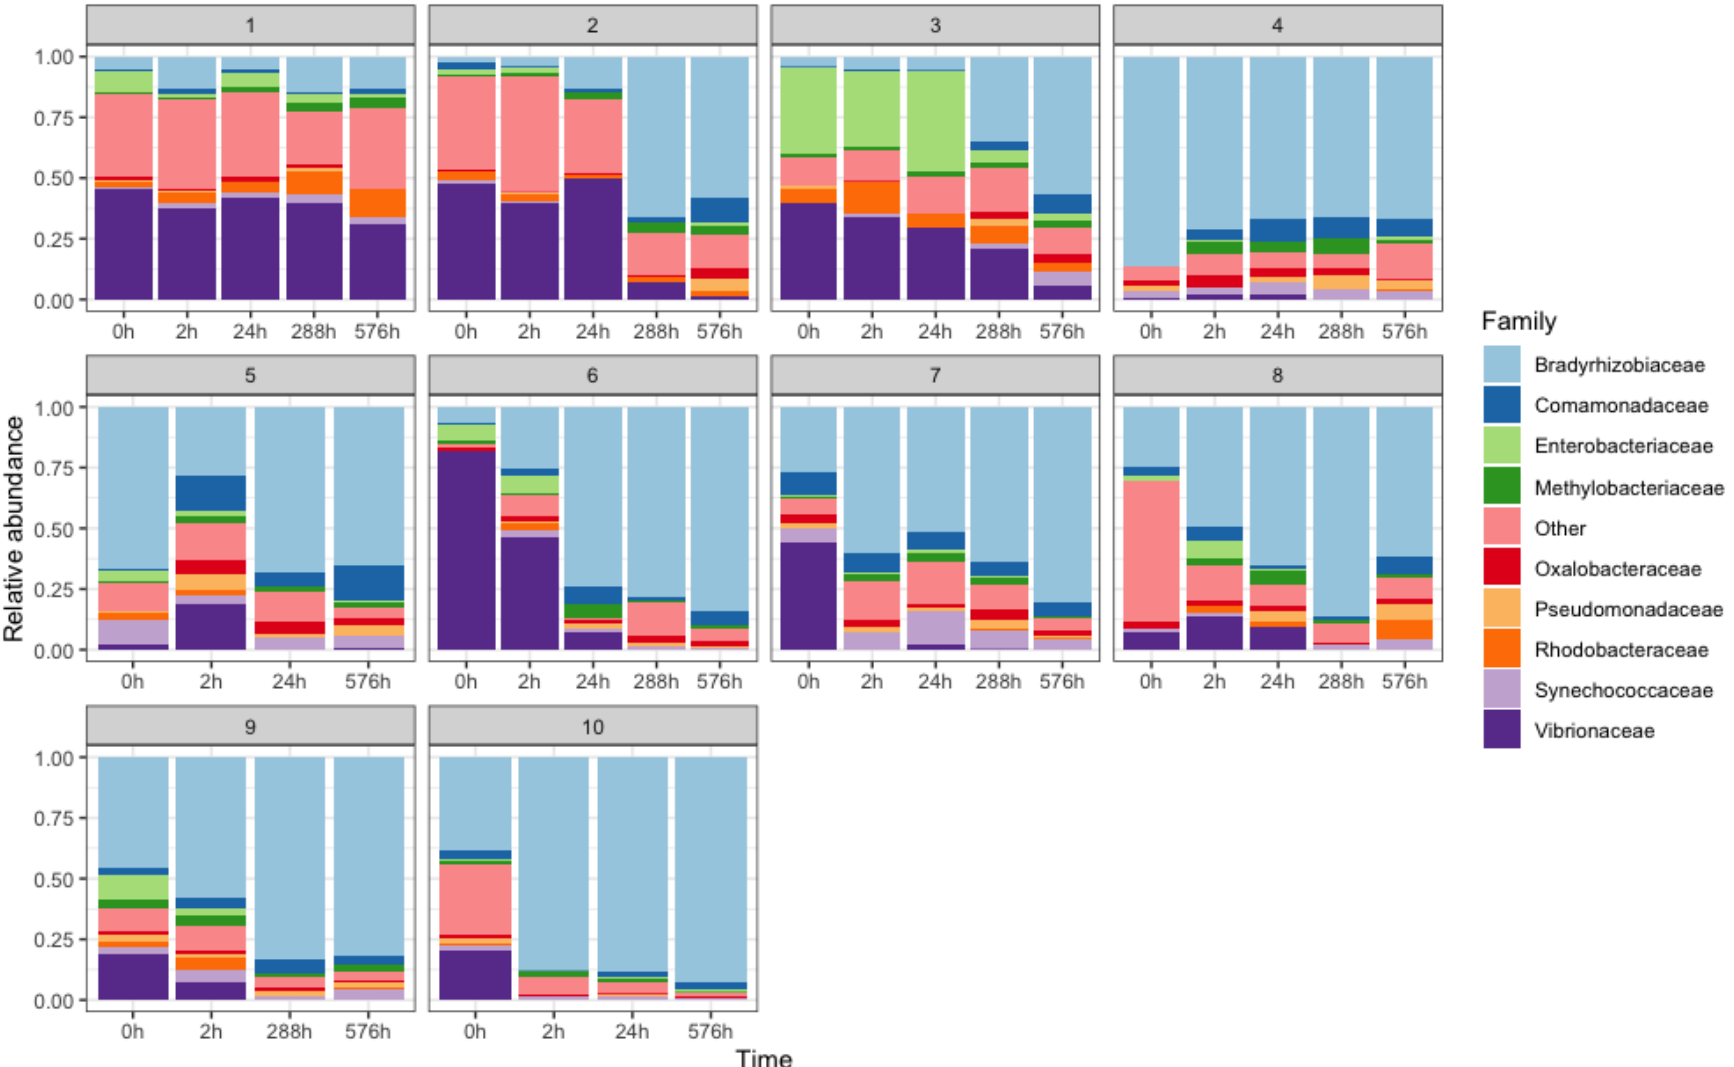 1 2 3 4
1.00
0.75
0.50
0.25
0.00
0h 2h 24h 288h 576h 0h 2h 24h 288h 576h 0h 2h 24h 288h 576h 0h 2h 24h 288h 576h
5 6 7 8
1.00
0.75
0.50
0.25
0.00
0h 2h 24h 576h 0h 2h 24h 288h 576h 0h 2h 24h 288h 576h 0h 2h 24h 288h 576h
9 10
1.00
0.75
0.50
0.25
0.00
0h 2h 288h 576h 0h 2h 24h 576h
Relative abundance
Time
Family
Bradyrhizobiaceae
Comamonadaceae
Enterobacteriaceae
Methylobacteriaceae
Other
Oxalobacteraceae
Pseudomonadaceae
Rhodobacteraceae
Synechococcaceae
Vibrionaceae